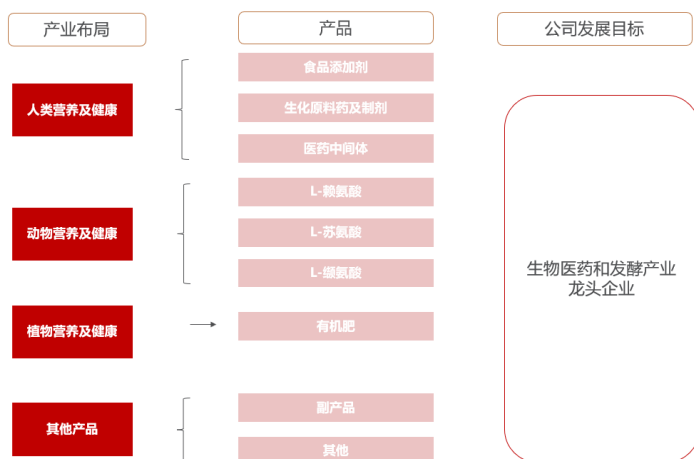 产业布局
产品
公司发展目标
人类营养及健康
食品添加剂
生化原料药及制剂
医药中间体
动物营养及健康
L-赖氨酸
L-苏氨酸
L-缬氨酸
植物营养及健康
有机肥
其他产品
副产品
其他
生物医药和发酵产业
龙头企业